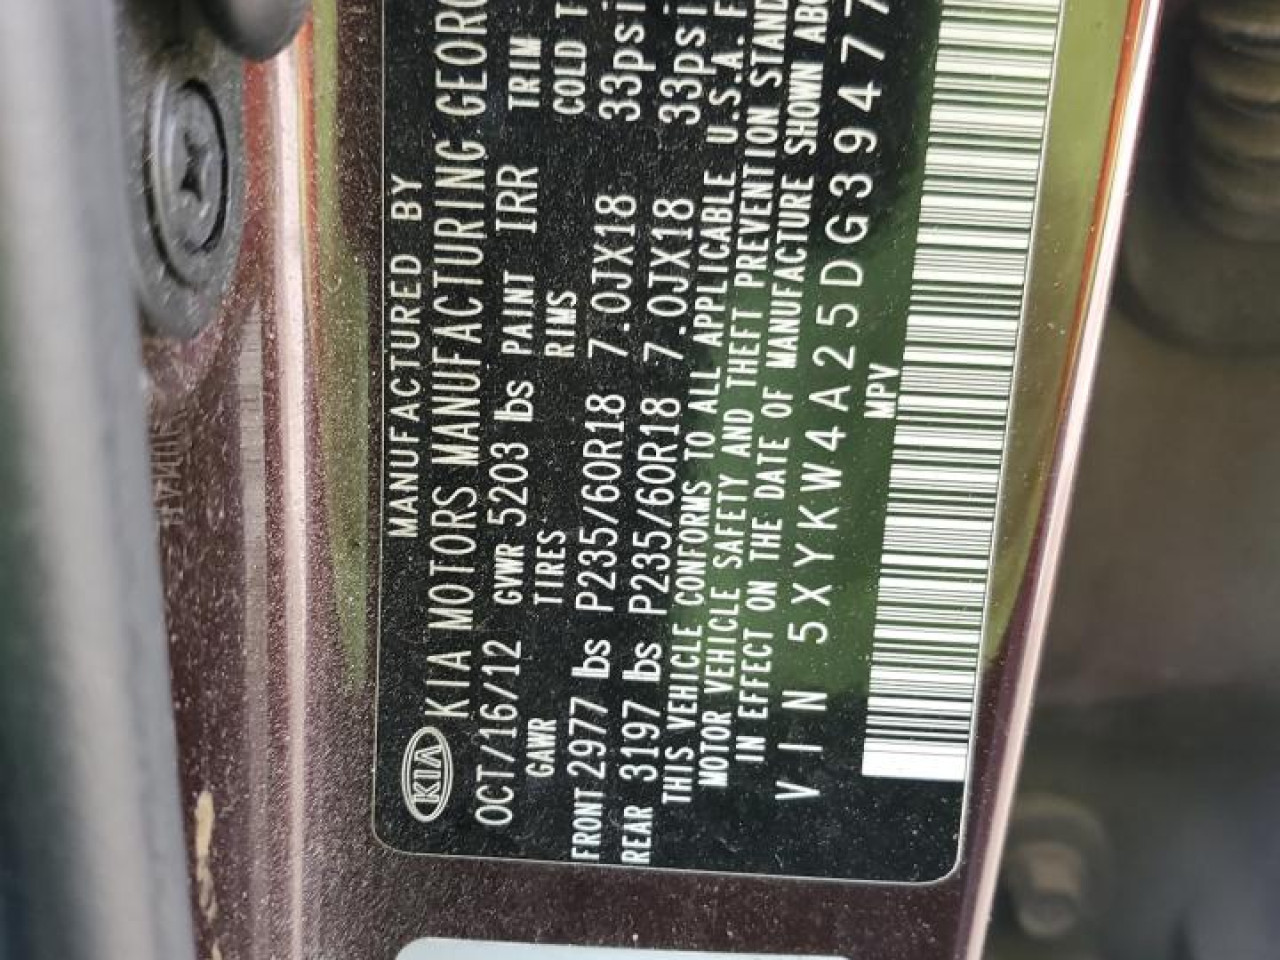 MANUFACTURED BY
KIA KIA MOTORS MANUFACTURING GEORG
OCT/16/12 GVWR 5203 lbs PAINT IRR TRIM
GAWR TIRES RIMS COLD T
FRONT 2977 lbs P235/60R18 7.0JX18 33psi
REAR 3197 lbs P235/60R18 7.0JX18 33psi
THIS VEHICLE CONFORMS TO ALL APPLICABLE U.S.A. F
MOTOR VEHICLE SAFETY AND THEFT PREVENTION STAND
IN EFFECT ON THE DATE OF MANUFACTURE SHOWN ABO
VIN 5XYKW4A25DG39477
MPV